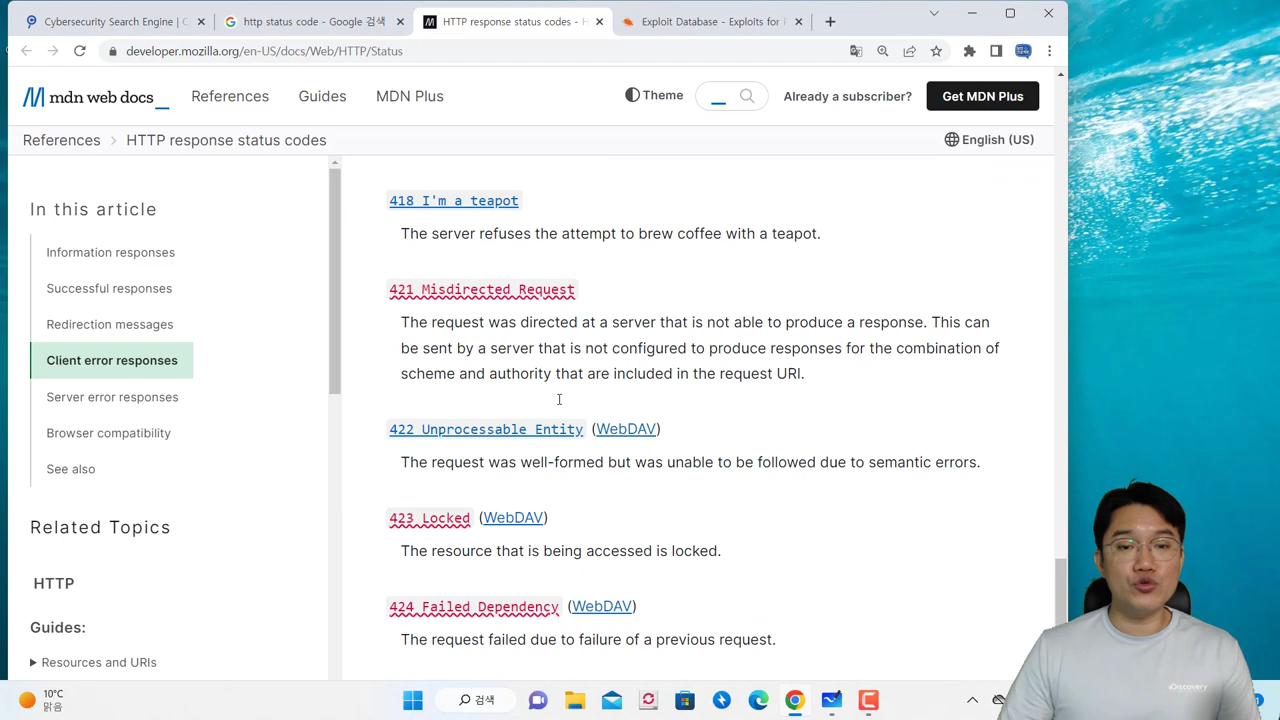 Cybersecurity Search Engine | C
http status code - Google 검색
HTTP response status codes - H
Exploit Database - Exploits for P
developer.mozilla.org/en-US/docs/Web/HTTP/Status
mdn web docs
References
Guides
MDN Plus
Theme
Already a subscriber?
Get MDN Plus
References
HTTP response status codes
English (US)
In this article
Information responses
Successful responses
Redirection messages
Client error responses
Server error responses
Browser compatibility
See also
Related Topics
HTTP
Guides:
Resources and URIs
418 I'm a teapot
The server refuses the attempt to brew coffee with a teapot.
421 Misdirected Request
The request was directed at a server that is not able to produce a response. This can
be sent by a server that is not configured to produce responses for the combination of
scheme and authority that are included in the request URI.
422 Unprocessable Entity (WebDAV)
The request was well-formed but was unable to be followed due to semantic errors.
423 Locked (WebDAV)
The resource that is being accessed is locked.
424 Failed Dependency (WebDAV)
The request failed due to failure of a previous request.
10°C
맑음
검색
eDiscovery